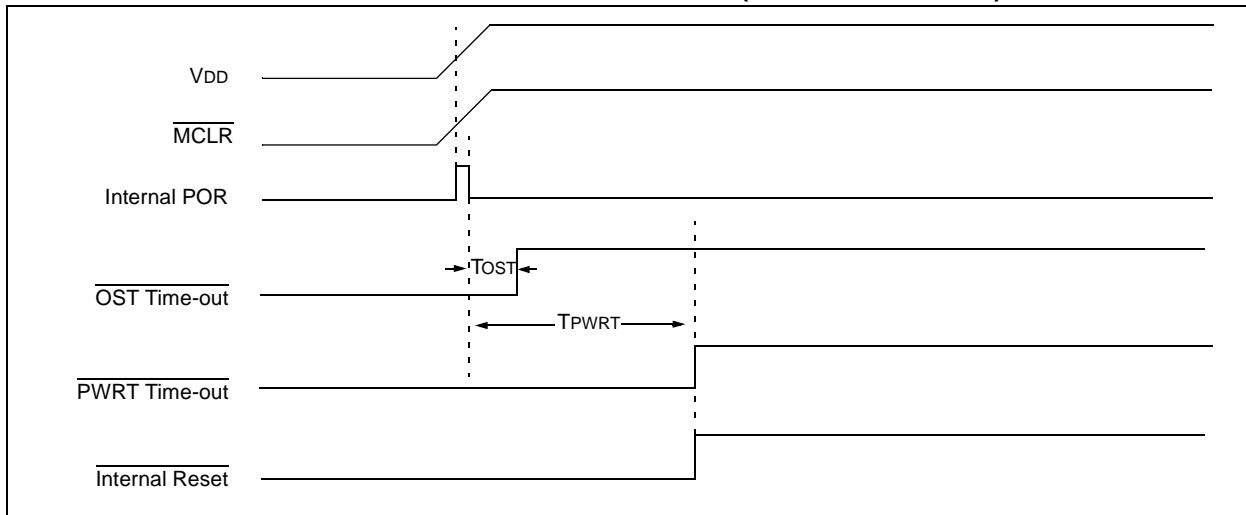 VDD
MCLR
Internal POR
TOST
OST Time-out
TPWRT
PWRT Time-out
Internal Reset